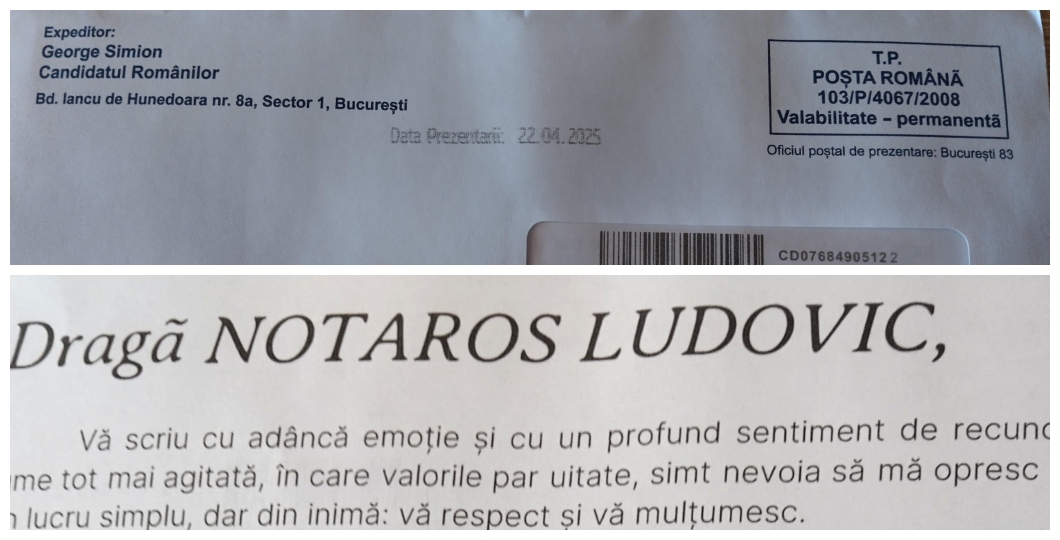 Expeditor:
George Simion
Candidatul Românilor
Bd. Iancu de Hunedoara nr. 8a, Sector 1, București
T.P.
POȘTA ROMÂNĂ
103/P/4067/2008
Valabilitate – permanentă
Oficiul poștal de prezentare: București 83
Data Prezentarii: 22.04.2025
CD07684905122
Dragã NOTAROS LUDOVIC,
Vă scriu cu adâncă emoție și cu un profund sentiment de recuno
me tot mai agitată, în care valorile par uitate, simt nevoia să mă opresc
lucru simplu, dar din inimă: vă respect și vă mulțumesc.